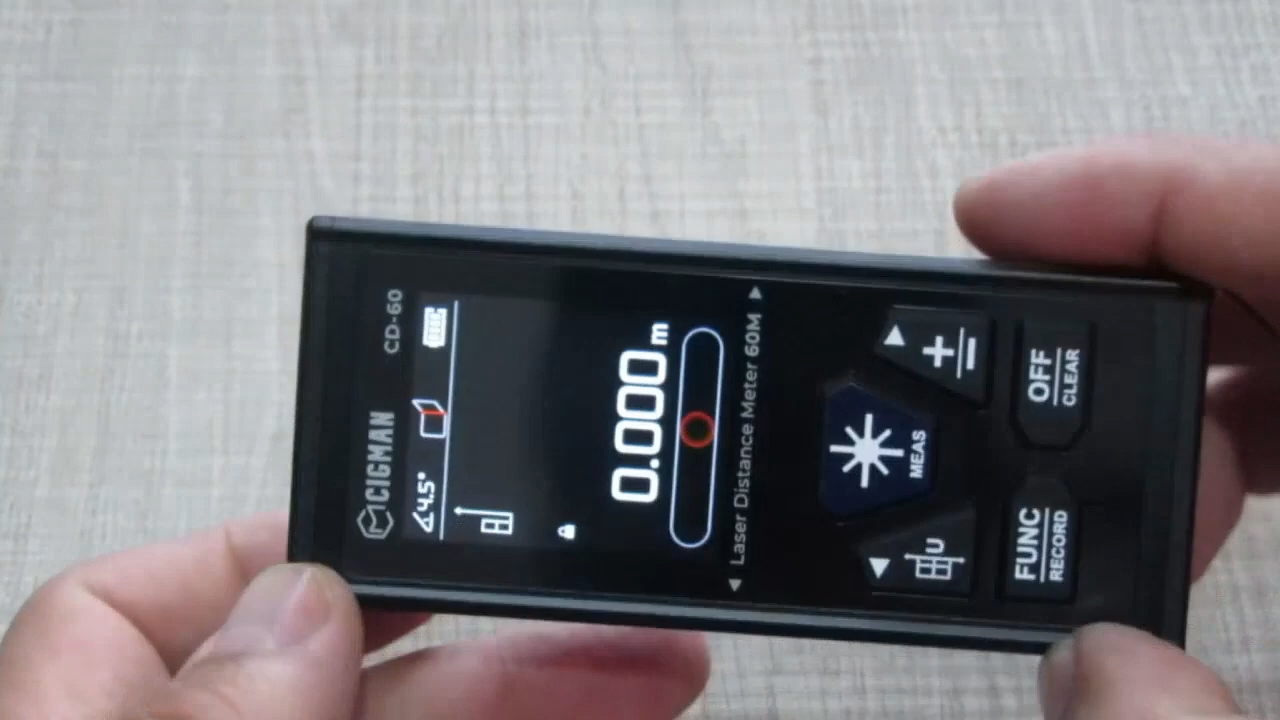 CIGMAN
CD-60
4.5°
0.000 m
Laser Distance Meter 60M
MEAS
U
+
−
FUNC
RECORD
OFF
CLEAR